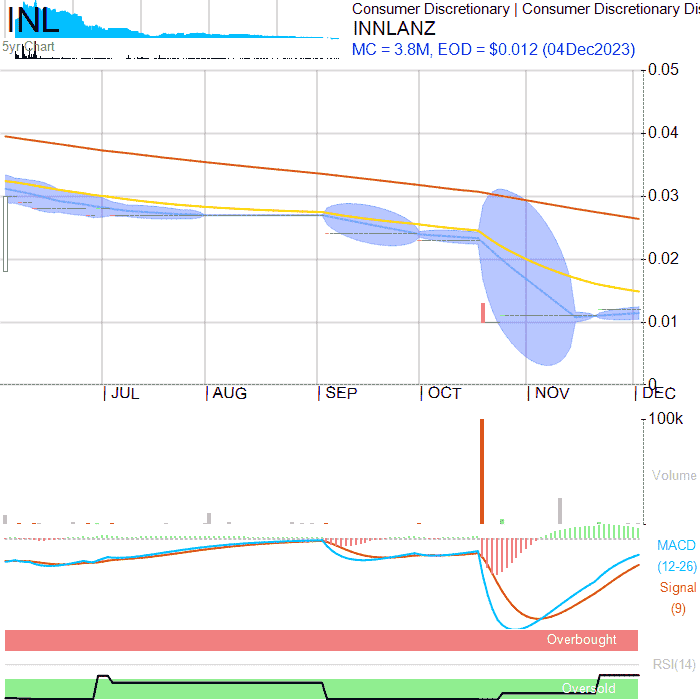 INL
5yr Chart
Consumer Discretionary | Consumer Discretionary Dis
INNLANZ
MC = 3.8M, EOD = $0.012 (04Dec2023)
0.05
0.04
0.03
0.02
0.01
0
JUL AUG SEP OCT NOV DEC
100k
Volume
MACD
(12-26)
Signal
(9)
Overbought
RSI(14)
Oversold